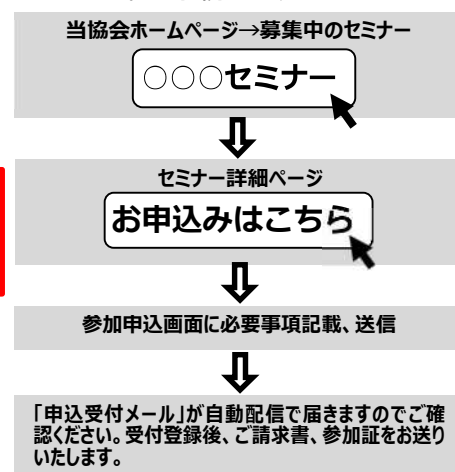 当協会ホームページ→募集中のセミナー
○○○セミナー
セミナー詳細ページ
お申込みはこちら
参加申込画面に必要事項記載、送信
「申込受付メール」が自動配信で届きますのでご確
認ください。受付登録後、ご請求書、参加証をお送り
いたします。